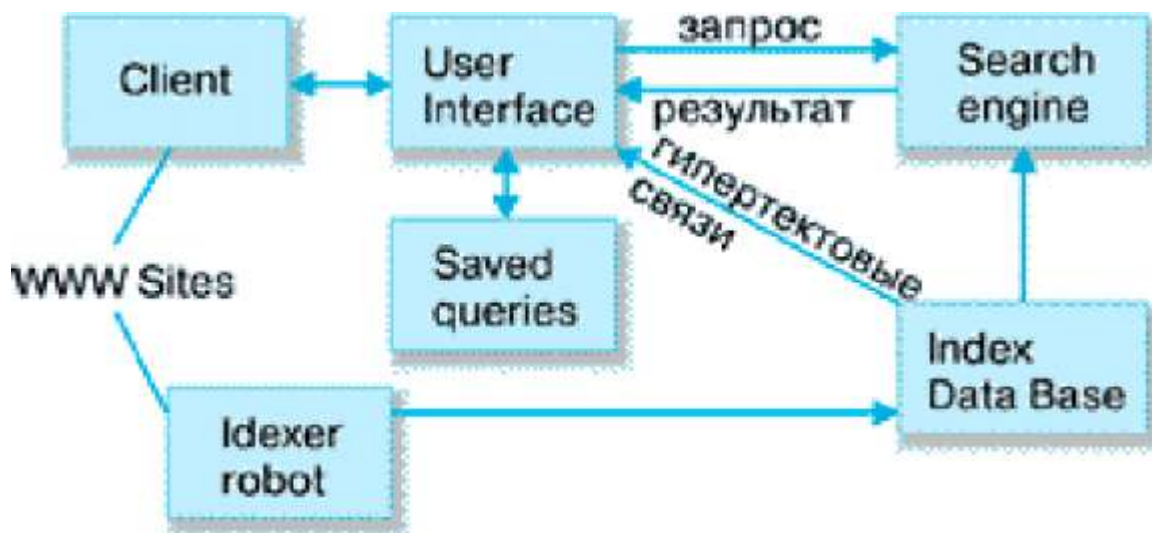 Client
User
Interface
запрос
результат
Search
engine
гипертектовые
связи
WWW Sites
Saved
queries
Index
Data Base
Idexer
robot